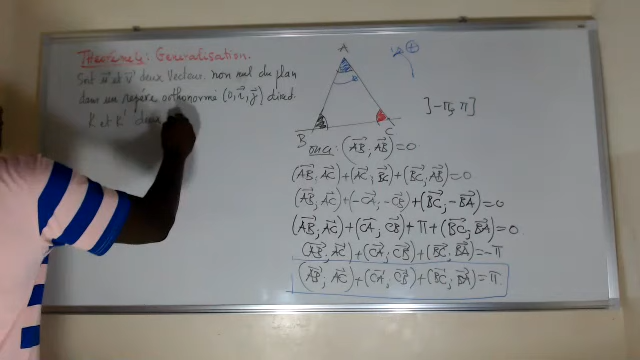 Théorème: Généralisation.
Soit u⃗ et v⃗ deux Vecteur, non nul du plan
dans un repère orthonormé (O, i⃗, j⃗) direct.
k et k' deux
A
+
B
C
]-π; π]
on a: (AB⃗; AB⃗)=0
(AB⃗; AC⃗)+(AC⃗; BC⃗)+(BC⃗; AB⃗)=0
(AB⃗; AC⃗)+(-CA⃗; -CB⃗)+(BC⃗; -BA⃗)=0
(AB⃗; AC⃗)+(CA⃗; CB⃗)+π+(BC⃗; BA⃗)=0
(AB⃗; AC⃗)+(CA⃗; CB⃗)+(BC⃗; BA⃗)=-π
(AB⃗; AC⃗)+(CA⃗; CB⃗)+(BC⃗; BA⃗)=π